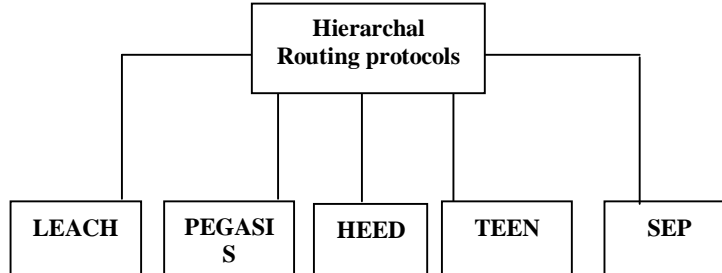 Hierarchal
Routing protocols
LEACH
PEGASI
S
HEED
TEEN
SEP